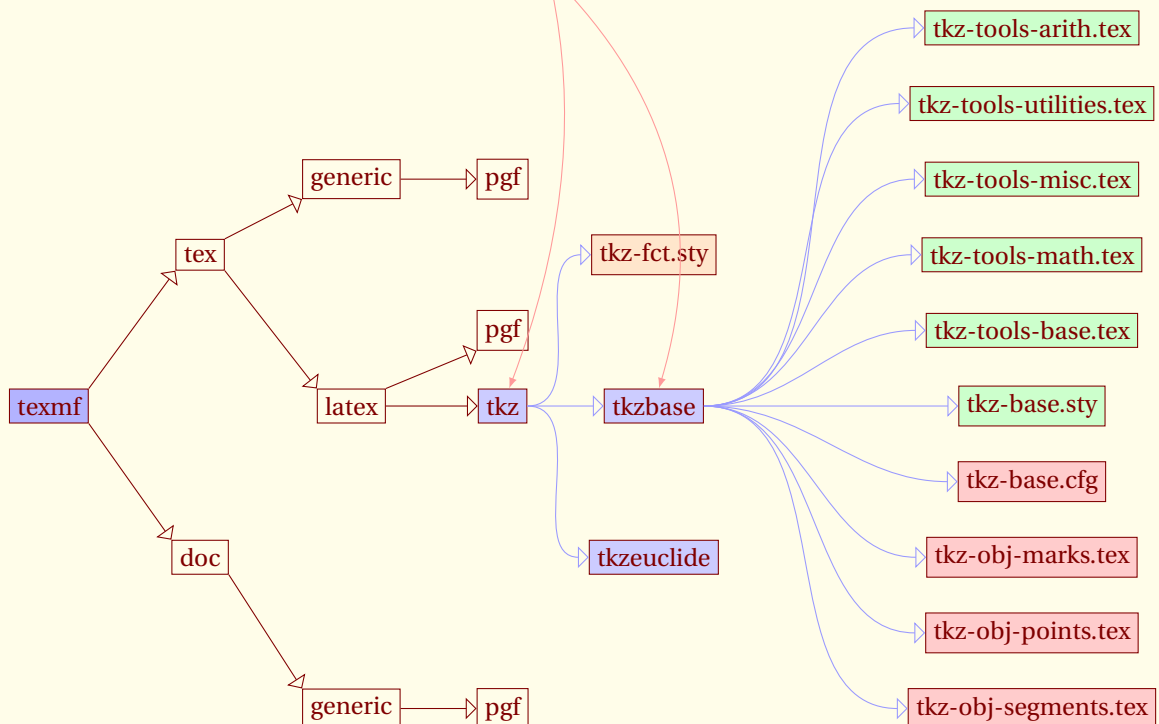 tkz-tools-arith.tex
tkz-tools-utilities.tex
generic
pgf
tkz-tools-misc.tex
tex
tkz-fct.sty
tkz-tools-math.tex
pgf
tkz-tools-base.tex
texmf
latex
tkz
tkzbase
tkz-base.sty
tkz-base.cfg
doc
tkzeuclide
tkz-obj-marks.tex
tkz-obj-points.tex
generic
pgf
tkz-obj-segments.tex